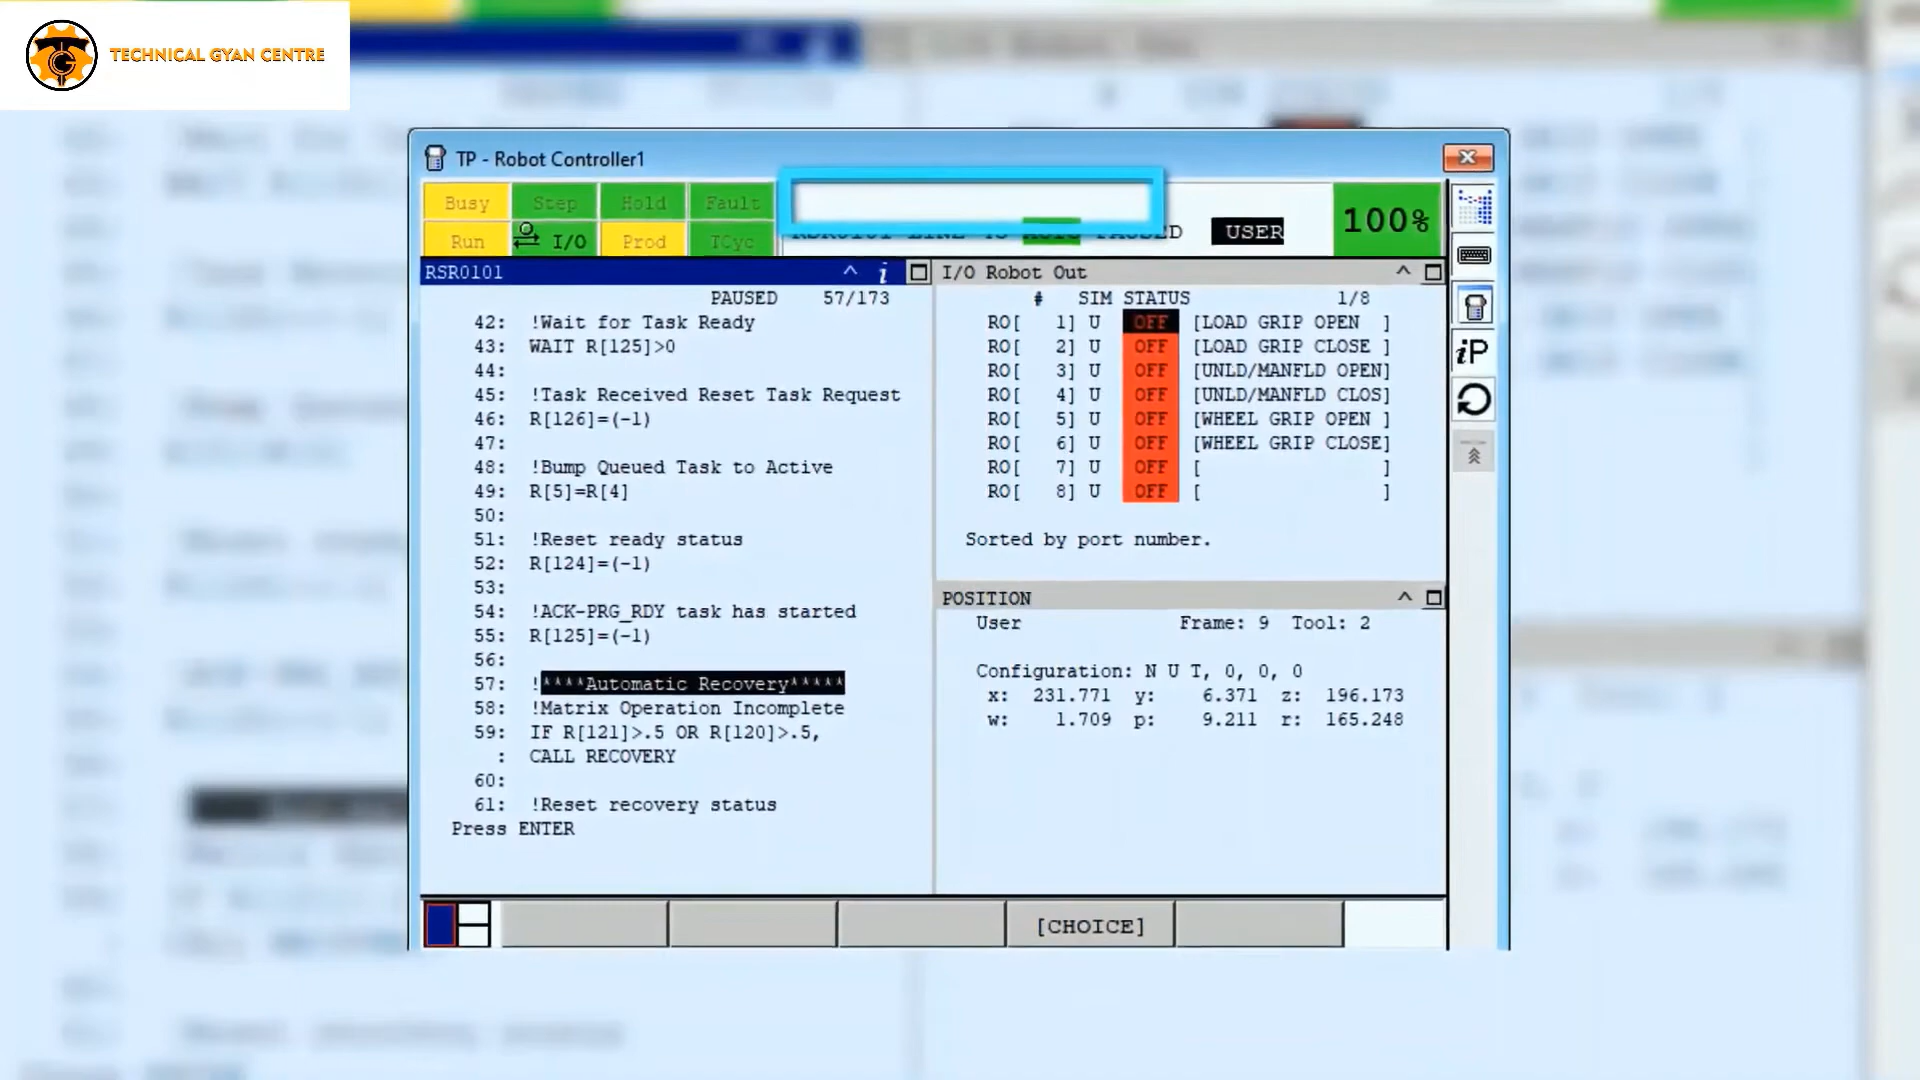 TECHNICAL GYAN CENTRE
TP - Robot Controller1
Busy Step Hold Fault
Run I/O Prod TCyc
PAUSED USER 100%
RSR0101
PAUSED 57/173
42: !Wait for Task Ready
43: WAIT R[125]>0
44:
45: !Task Received Reset Task Request
46: R[126]=(-1)
47:
48: !Bump Queued Task to Active
49: R[5]=R[4]
50:
51: !Reset ready status
52: R[124]=(-1)
53:
54: !ACK-PRG_RDY task has started
55: R[125]=(-1)
56:
57: !****Automatic Recovery*****
58: !Matrix Operation Incomplete
59: IF R[121]>.5 OR R[120]>.5,
: CALL RECOVERY
60:
61: !Reset recovery status
Press ENTER
I/O Robot Out
# SIM STATUS 1/8
RO[ 1] U OFF [LOAD GRIP OPEN ]
RO[ 2] U OFF [LOAD GRIP CLOSE ]
RO[ 3] U OFF [UNLD/MANFLD OPEN]
RO[ 4] U OFF [UNLD/MANFLD CLOS]
RO[ 5] U OFF [WHEEL GRIP OPEN ]
RO[ 6] U OFF [WHEEL GRIP CLOSE]
RO[ 7] U OFF [ ]
RO[ 8] U OFF [ ]
Sorted by port number.
POSITION
User Frame: 9 Tool: 2
Configuration: N U T, 0, 0, 0
x: 231.771 y: 6.371 z: 196.173
w: 1.709 p: 9.211 r: 165.248
[CHOICE]
iP